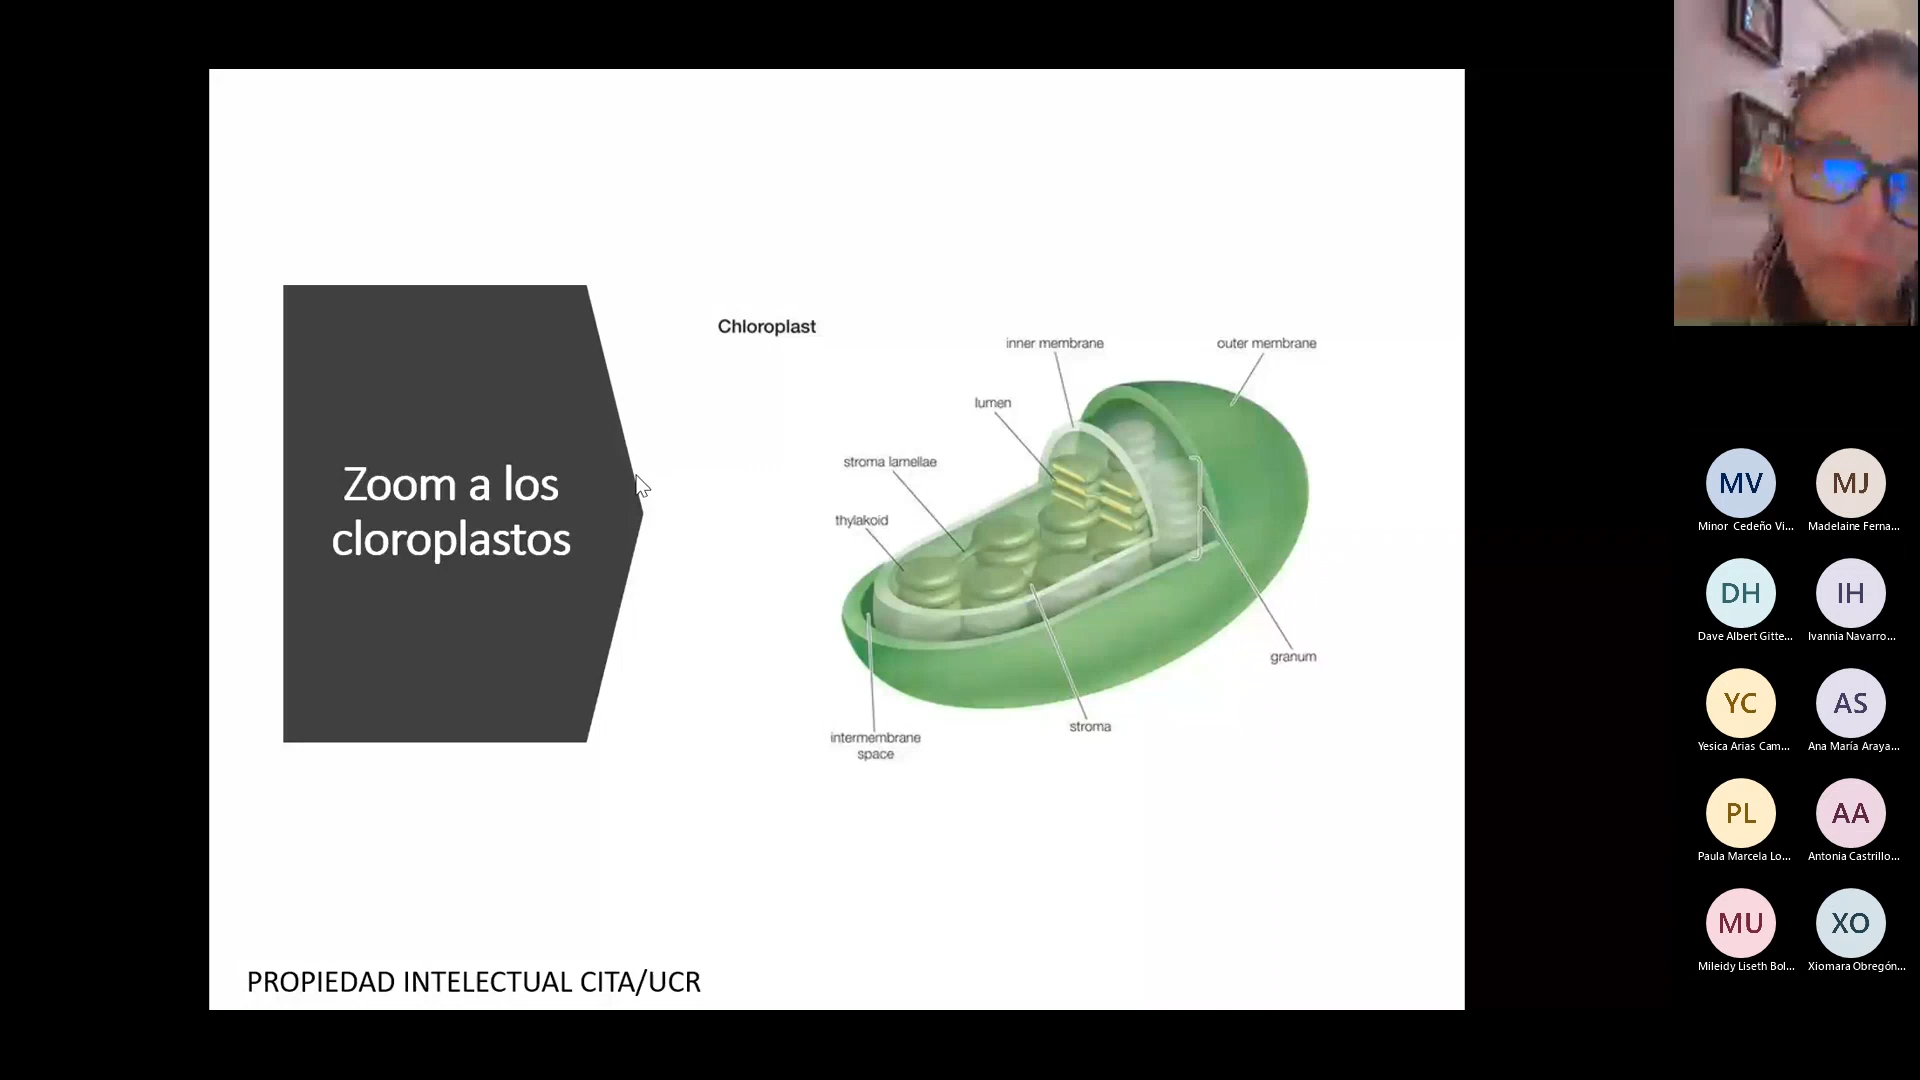 Zoom a los
cloroplastos
Chloroplast
inner membrane
outer membrane
lumen
stroma lamellae
thylakoid
granum
stroma
intermembrane
space
PROPIEDAD INTELECTUAL CITA/UCR
MV
MJ
Minor Cedeño Vi...
Madelaine Ferna...
DH
IH
Dave Albert Gitte...
Ivannia Navarro...
YC
AS
Yesica Arias Cam...
Ana María Araya...
PL
AA
Paula Marcela Lo...
Antonia Castrillo...
MU
XO
Mileidy Liseth Bol...
Xiomara Obregón...